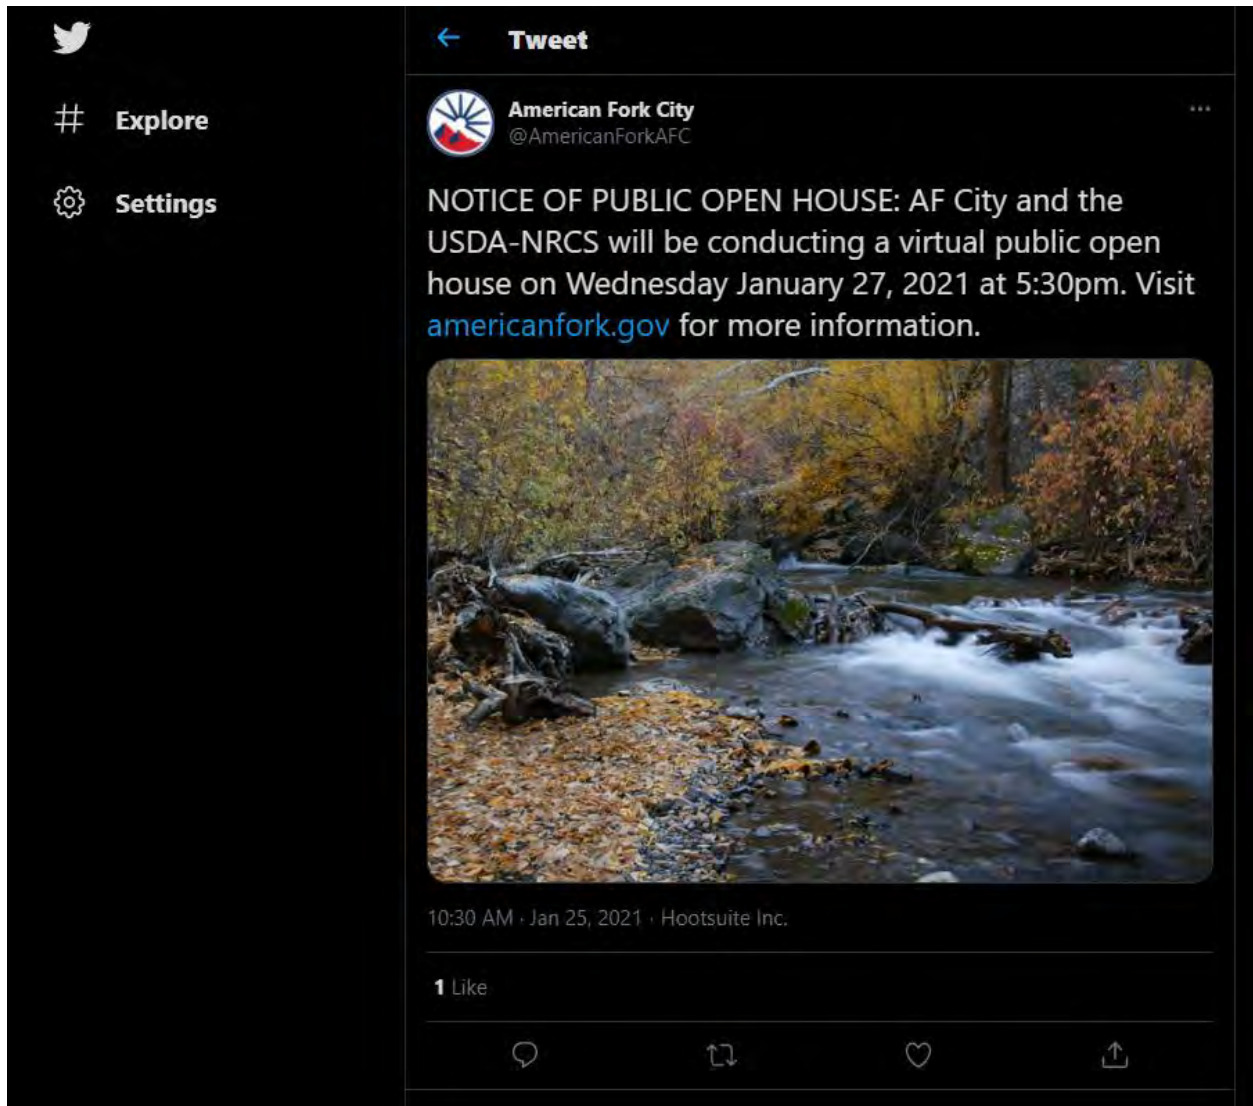 Tweet
Explore
Settings
American Fork City
@AmericanForkAFC
NOTICE OF PUBLIC OPEN HOUSE: AF City and the
USDA-NRCS will be conducting a virtual public open
house on Wednesday January 27, 2021 at 5:30pm. Visit
americanfork.gov for more information.
10:30 AM · Jan 25, 2021 · Hootsuite Inc.
1 Like